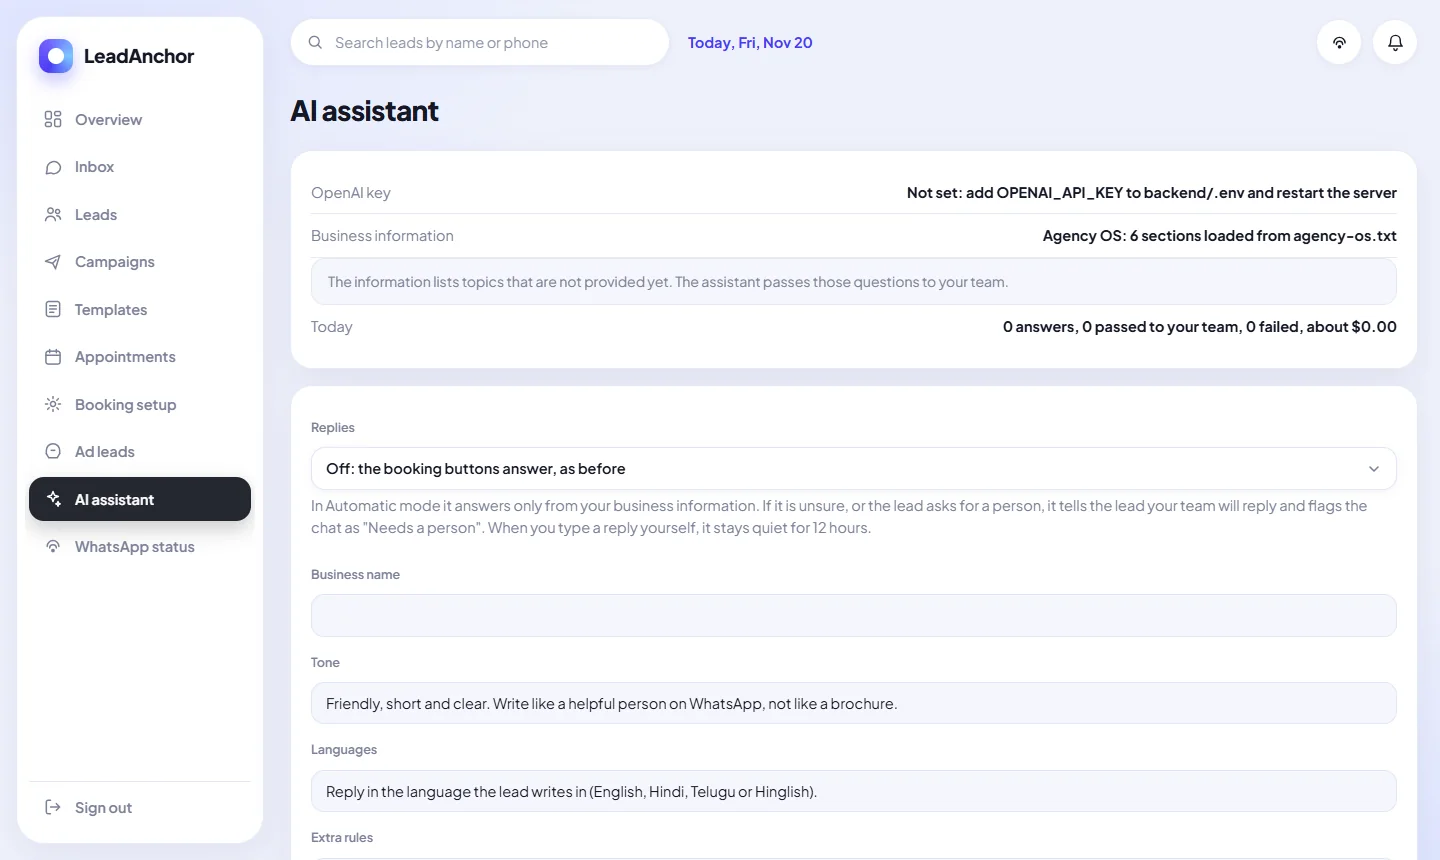 LeadAnchor
Search leads by name or phone
Today, Fri, Nov 20
Overview
Inbox
Leads
Campaigns
Templates
Appointments
Booking setup
Ad leads
AI assistant
WhatsApp status
Sign out
AI assistant
OpenAI key
Not set: add OPENAI_API_KEY to backend/.env and restart the server
Business information
Agency OS: 6 sections loaded from agency-os.txt
The information lists topics that are not provided yet. The assistant passes those questions to your team.
Today
0 answers, 0 passed to your team, 0 failed, about $0.00
Replies
Off: the booking buttons answer, as before
In Automatic mode it answers only from your business information. If it is unsure, or the lead asks for a person, it tells the lead your team will reply and flags the
chat as "Needs a person". When you type a reply yourself, it stays quiet for 12 hours.
Business name
Tone
Friendly, short and clear. Write like a helpful person on WhatsApp, not like a brochure.
Languages
Reply in the language the lead writes in (English, Hindi, Telugu or Hinglish).
Extra rules